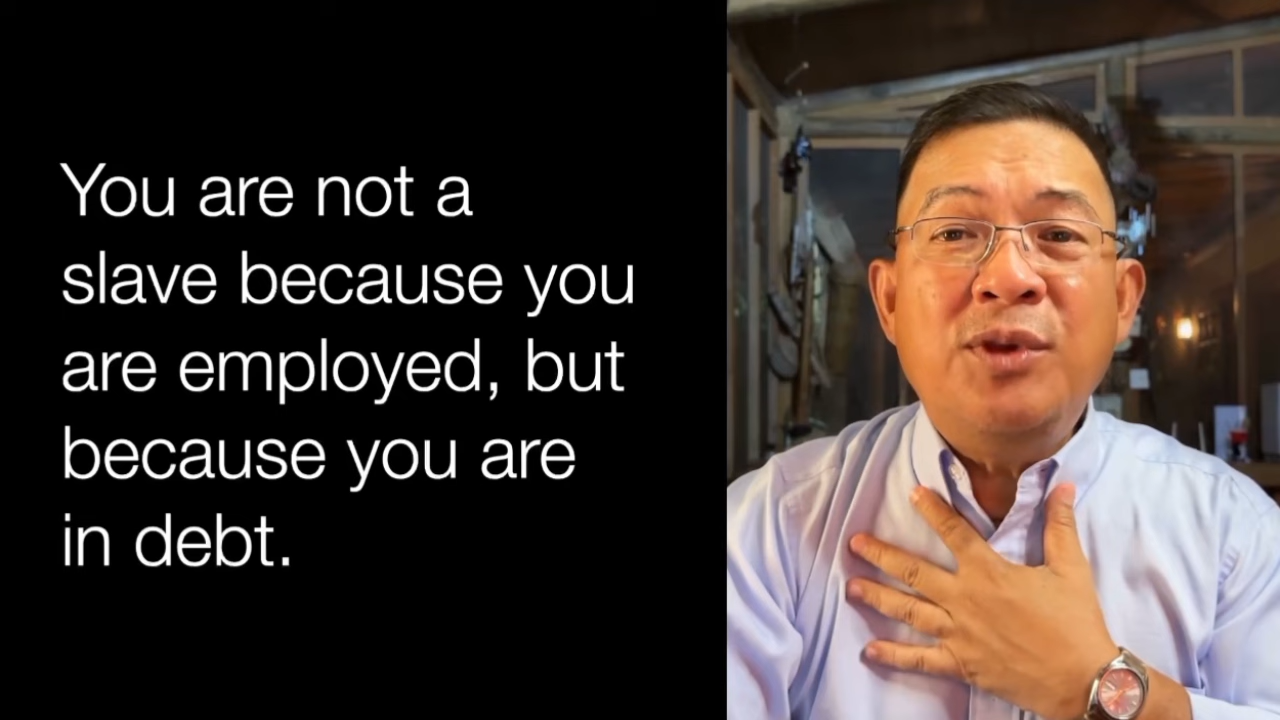 You are not a
slave because you
are employed, but
because you are
in debt.